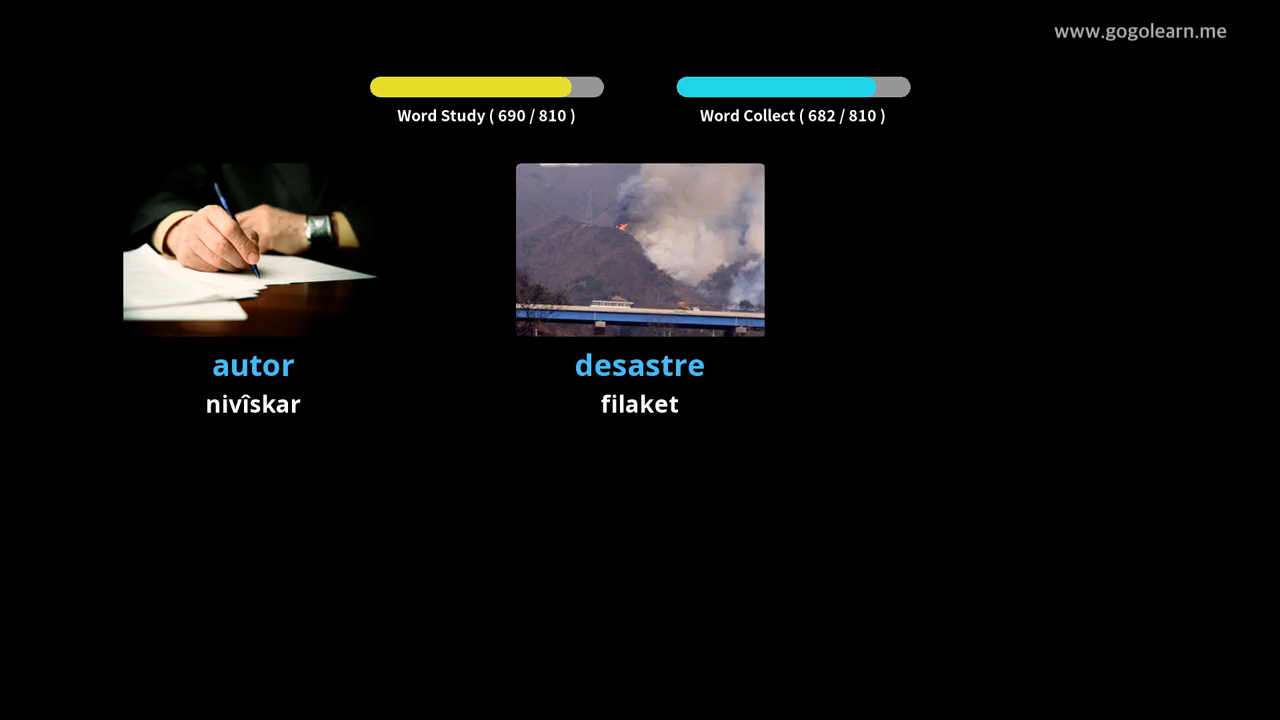 www.gogolearn.me
Word Study ( 690 / 810 )
Word Collect ( 682 / 810 )
autor
nivîskar
desastre
filaket